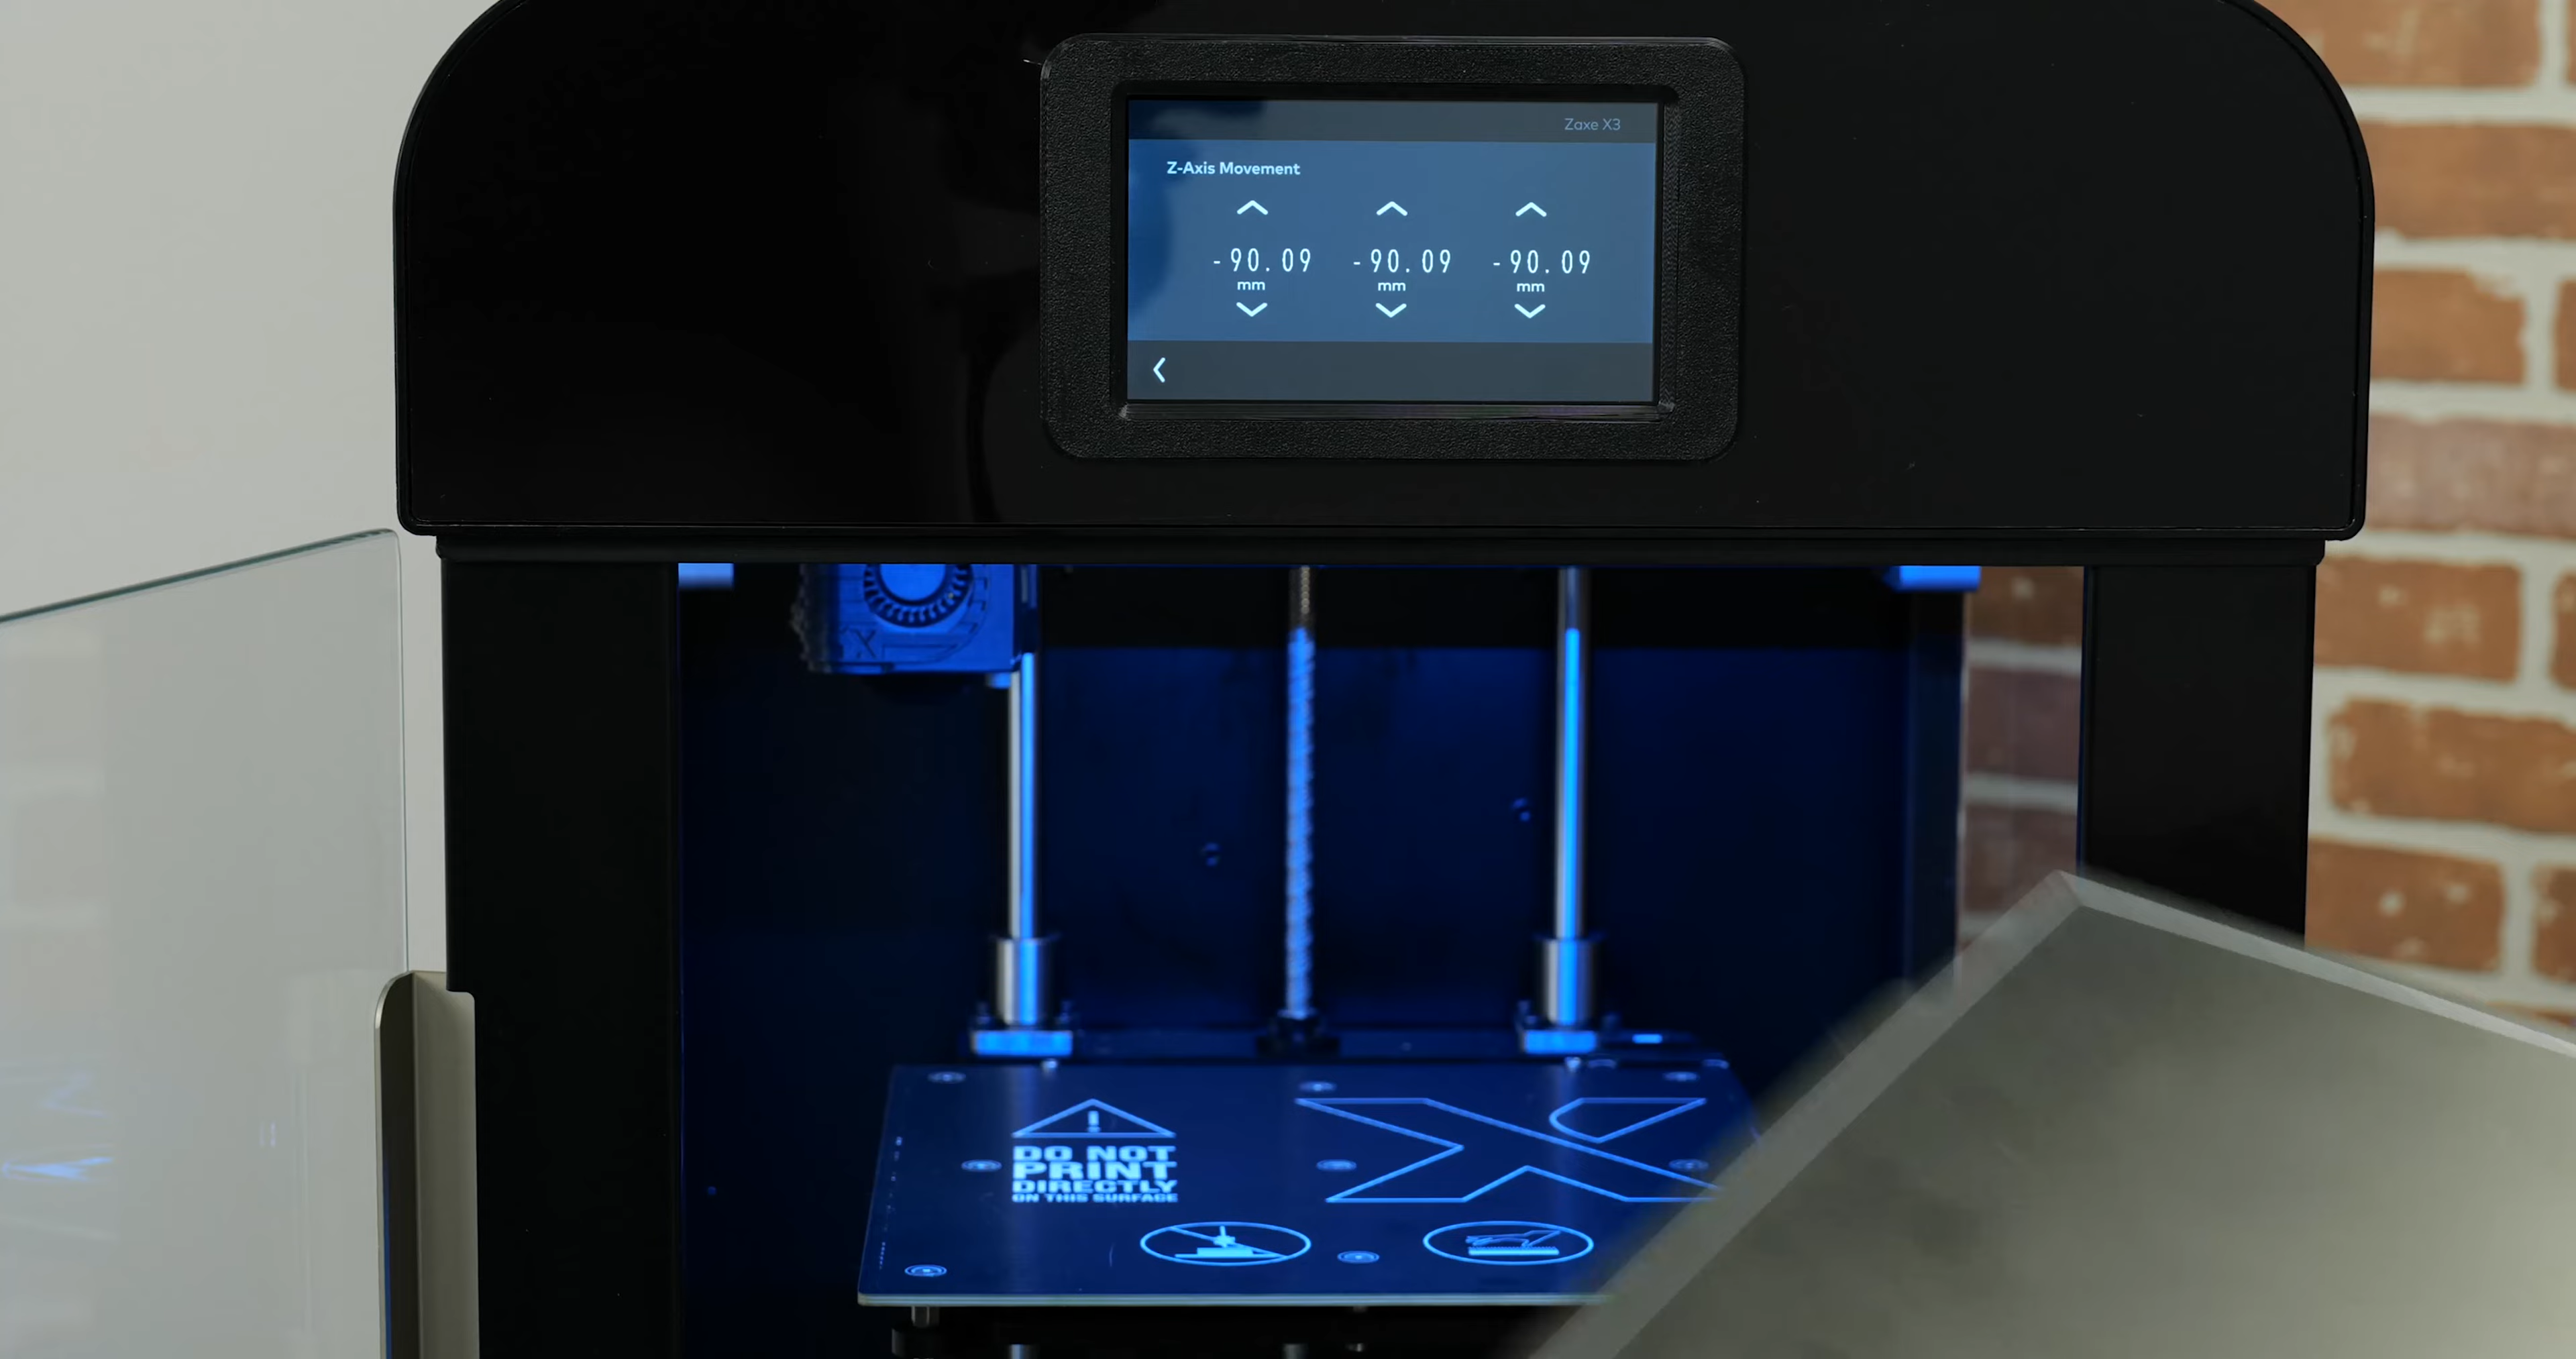 Zaxe X3
Z-Axis Movement
-90.09 -90.09 -90.09
mm mm mm
DO NOT
PRINT
DIRECTLY
ON THIS SURFACE